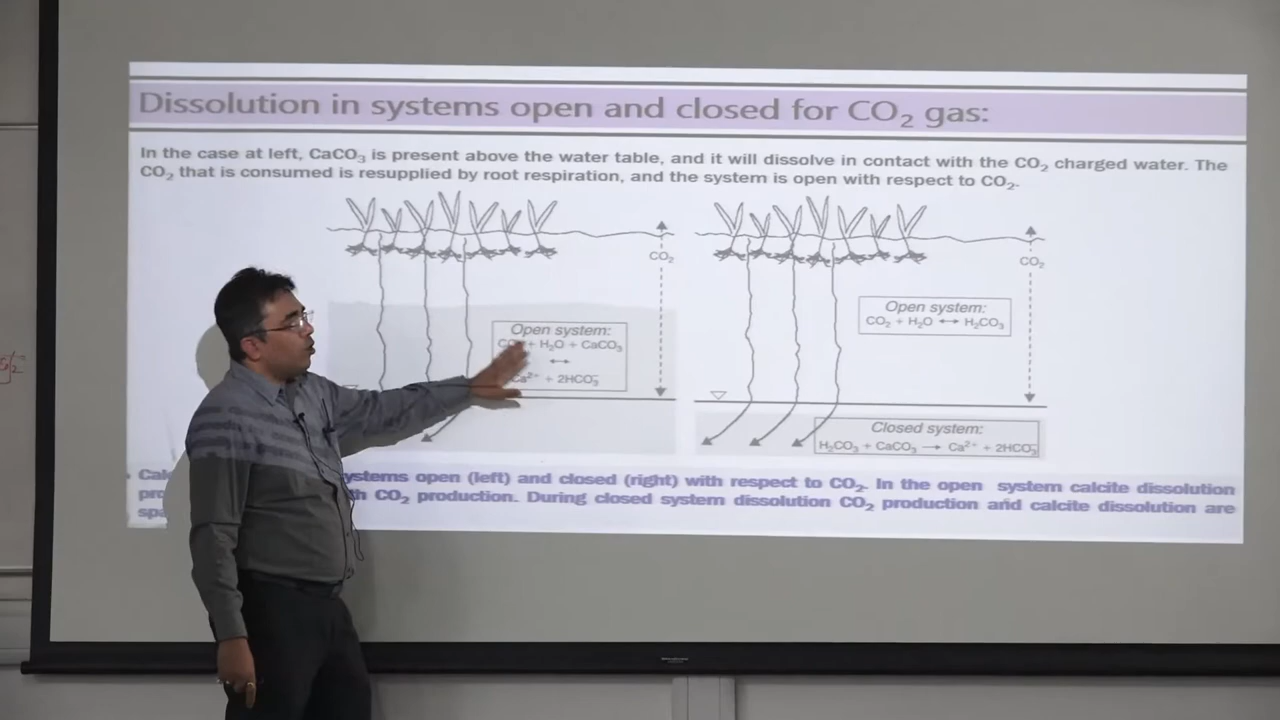 Dissolution in systems open and closed for CO₂ gas:
In the case at left, CaCO₃ is present above the water table, and it will dissolve in contact with the CO₂ charged water. The
CO₂ that is consumed is resupplied by root respiration, and the system is open with respect to CO₂.
CO₂
Open system:
+ H₂O + CaCO₃
↔
Ca²⁺ + 2HCO₃⁻
CO₂
Open system:
CO₂ + H₂O ↔ H₂CO₃
Closed system:
H₂CO₃ + CaCO₃ → Ca²⁺ + 2HCO₃⁻
ystems open (left) and closed (right) with respect to CO₂. In the open system calcite dissolution
CO₂ production. During closed system dissolution CO₂ production and calcite dissolution are